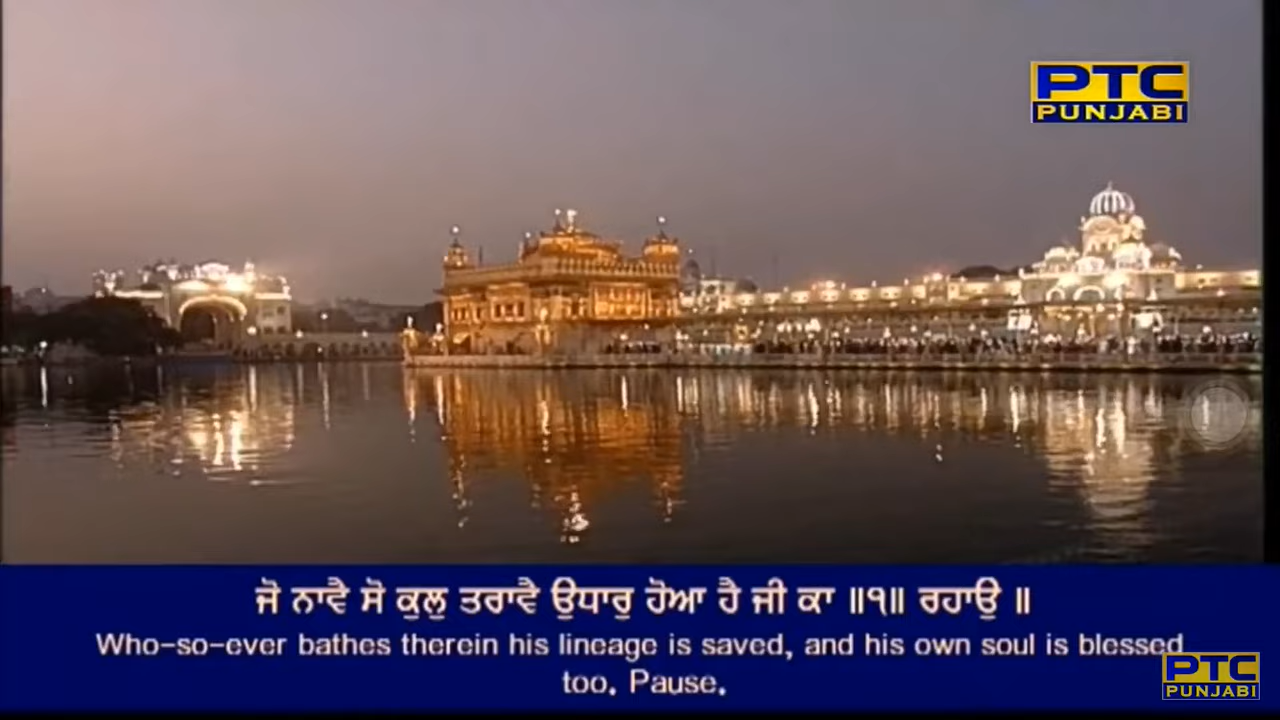 PTC
PUNJABI
ਜੋ ਨਾਵੈ ਸੋ ਕੁਲੁ ਤਰਾਵੈ ਉਧਾਰੁ ਹੋਆ ਹੈ ਜੀ ਕਾ ॥੧॥ ਰਹਾਉ ॥
Who-so-ever bathes therein his lineage is saved, and his own soul is blessed
too. Pause.
PTC
PUNJABI